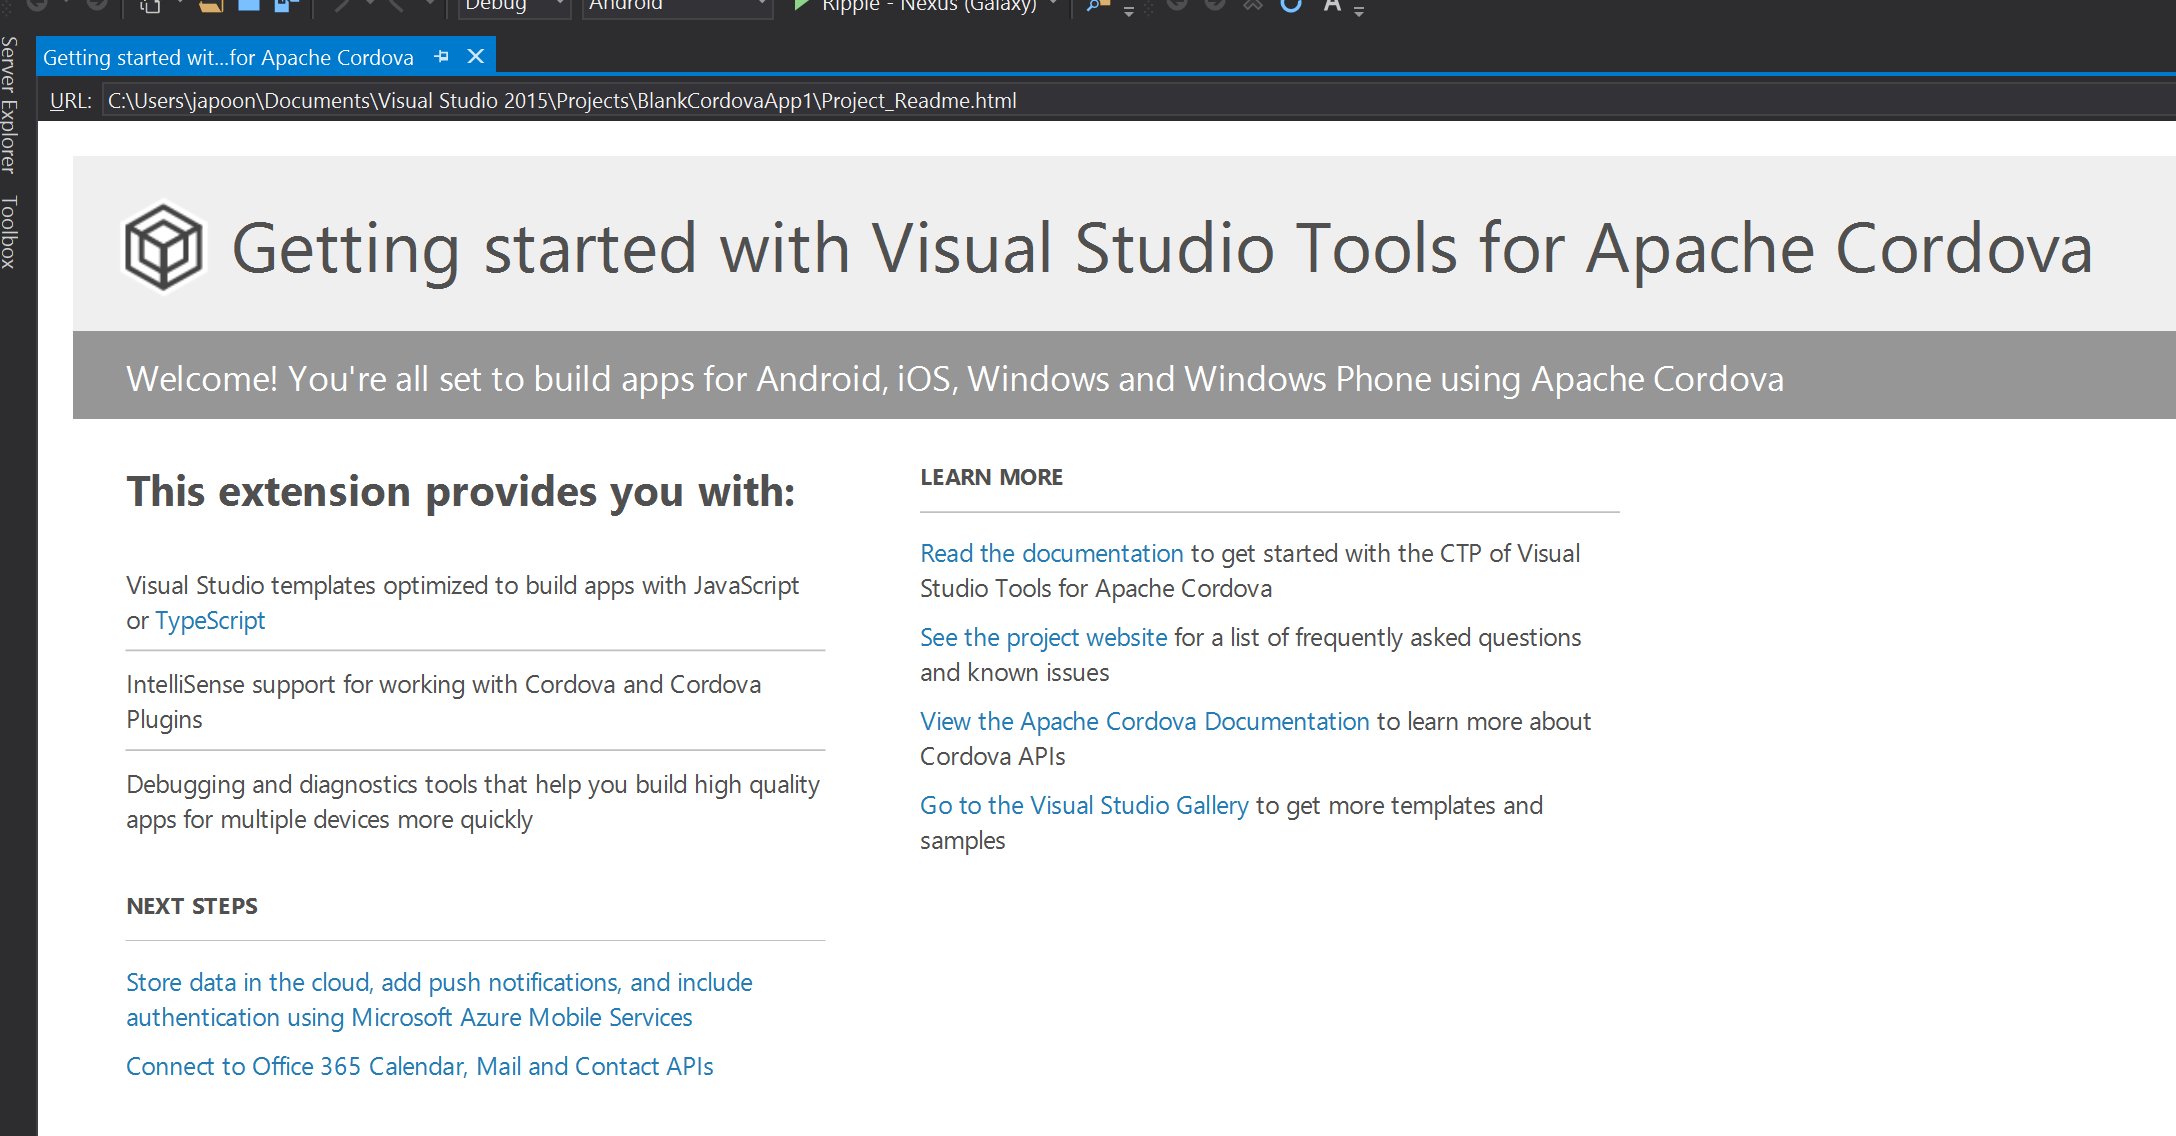 Debug
Android
Ripple - Nexus (Galaxy)
A
Server Explorer
Toolbox
Getting started wit...for Apache Cordova
URL: C:\Users\japoon\Documents\Visual Studio 2015\Projects\BlankCordovaApp1\Project_Readme.html
Getting started with Visual Studio Tools for Apache Cordova
Welcome! You're all set to build apps for Android, iOS, Windows and Windows Phone using Apache Cordova
This extension provides you with:
Visual Studio templates optimized to build apps with JavaScript
or TypeScript
IntelliSense support for working with Cordova and Cordova
Plugins
Debugging and diagnostics tools that help you build high quality
apps for multiple devices more quickly
NEXT STEPS
Store data in the cloud, add push notifications, and include
authentication using Microsoft Azure Mobile Services
Connect to Office 365 Calendar, Mail and Contact APIs
LEARN MORE
Read the documentation to get started with the CTP of Visual
Studio Tools for Apache Cordova
See the project website for a list of frequently asked questions
and known issues
View the Apache Cordova Documentation to learn more about
Cordova APIs
Go to the Visual Studio Gallery to get more templates and
samples